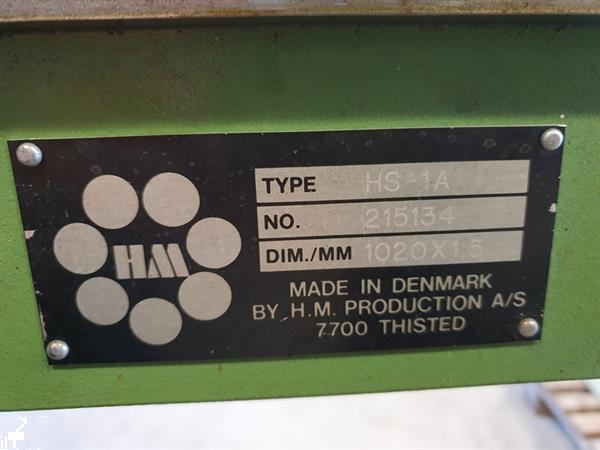 HM
TYPE HS-1A
NO. 215134
DIM./MM 1020X1.5
MADE IN DENMARK
BY H.M. PRODUCTION A/S
7700 THISTED